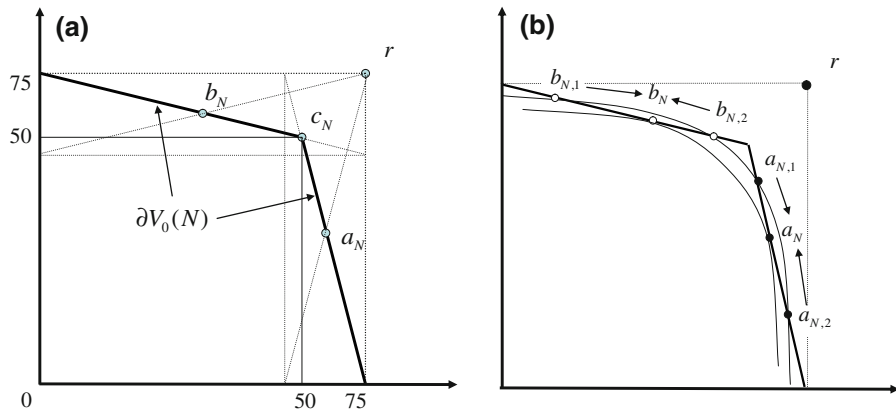 (a)
r
75
b_N
c_N
50
∂V_0(N)
a_N
0
50
75
(b)
r
b_{N,1}
b_N
b_{N,2}
a_{N,1}
a_N
a_{N,2}